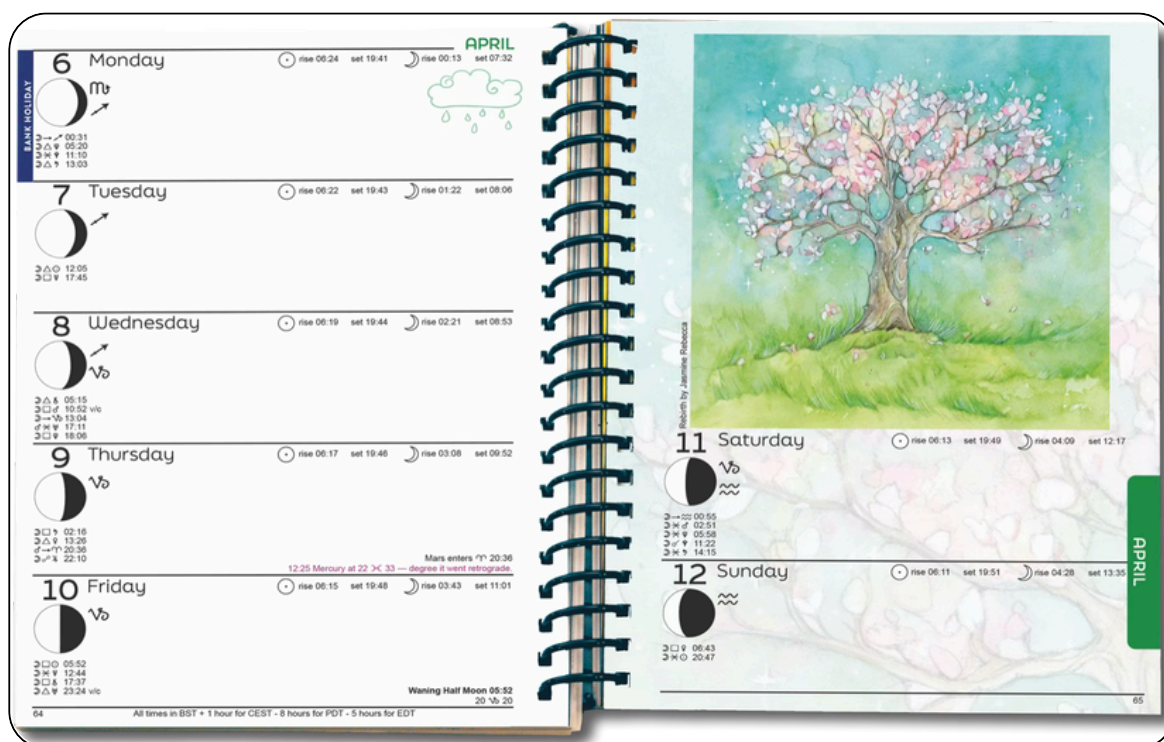 APRIL
6 Monday rise 06:24 set 19:41 rise 00:13 set 07:32
BANK HOLIDAY
♏
♐
☽→♐ 00:31
☽△ 05:20
☽⚹ 11:10
☽△♄ 13:03
7 Tuesday rise 06:22 set 19:43 rise 01:22 set 08:06
♐
☽△☉ 12:05
☽□ 17:45
8 Wednesday rise 06:19 set 19:44 rise 02:21 set 08:53
♐
♑
☽△ 05:15
☽□♂ 10:52 v/c
☽→♑ 13:04
♂⚹ 17:11
☽□ 18:06
9 Thursday rise 06:17 set 19:46 rise 03:08 set 09:52
♑
☽□♄ 02:16
☽△♀ 13:26
♂→♈ 20:36
☽☍ 22:10
Mars enters ♈ 20:36
12:25 Mercury at 22 ♓ 33 — degree it went retrograde.
10 Friday rise 06:15 set 19:48 rise 03:43 set 11:01
♑
☽□☉ 05:52
☽⚹ 12:44
☽□ 17:37
☽△ 23:24 v/c
Waning Half Moon 05:52
20 ♑ 20
64 All times in BST + 1 hour for CEST - 8 hours for PDT - 5 hours for EDT
Rebirth by Jasmine Rebecca
11 Saturday rise 06:13 set 19:49 rise 04:09 set 12:17
♑
♒
☽→♒ 00:55
☽⚹♂ 02:51
☽⚹ 05:58
☽☌ 11:22
☽⚹♄ 14:15
APRIL
12 Sunday rise 06:11 set 19:51 rise 04:28 set 13:35
♒
☽□♀ 06:43
☽⚹☉ 20:47
65